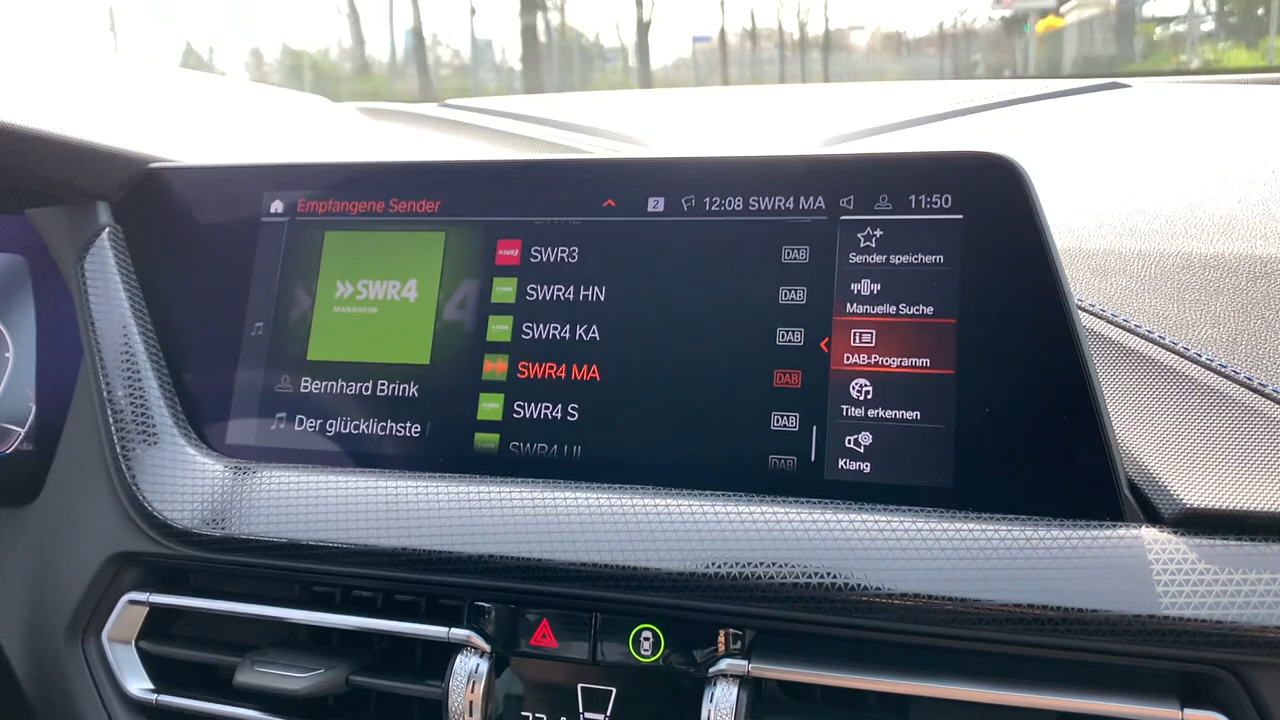 Empfangene Sender
2 12:08 SWR4 MA 11:50
SWR4
MANNHEIM
Bernhard Brink
Der glücklichste
SWR3 DAB
SWR4 HN DAB
SWR4 KA DAB
SWR4 MA DAB
SWR4 S DAB
SWR4 UL DAB
Sender speichern
Manuelle Suche
DAB-Programm
Titel erkennen
Klang